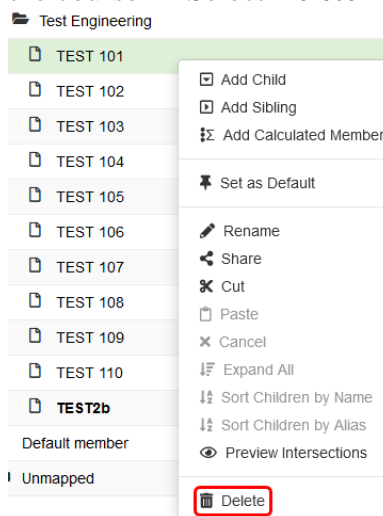 Test Engineering
TEST 101
TEST 102
TEST 103
TEST 104
TEST 105
TEST 106
TEST 107
TEST 108
TEST 109
TEST 110
TEST2b
Default member
Unmapped
Add Child
Add Sibling
Σ Add Calculated Member
Set as Default
Rename
Share
Cut
Paste
Cancel
Expand All
Sort Children by Name
Sort Children by Alias
Preview Intersections
Delete